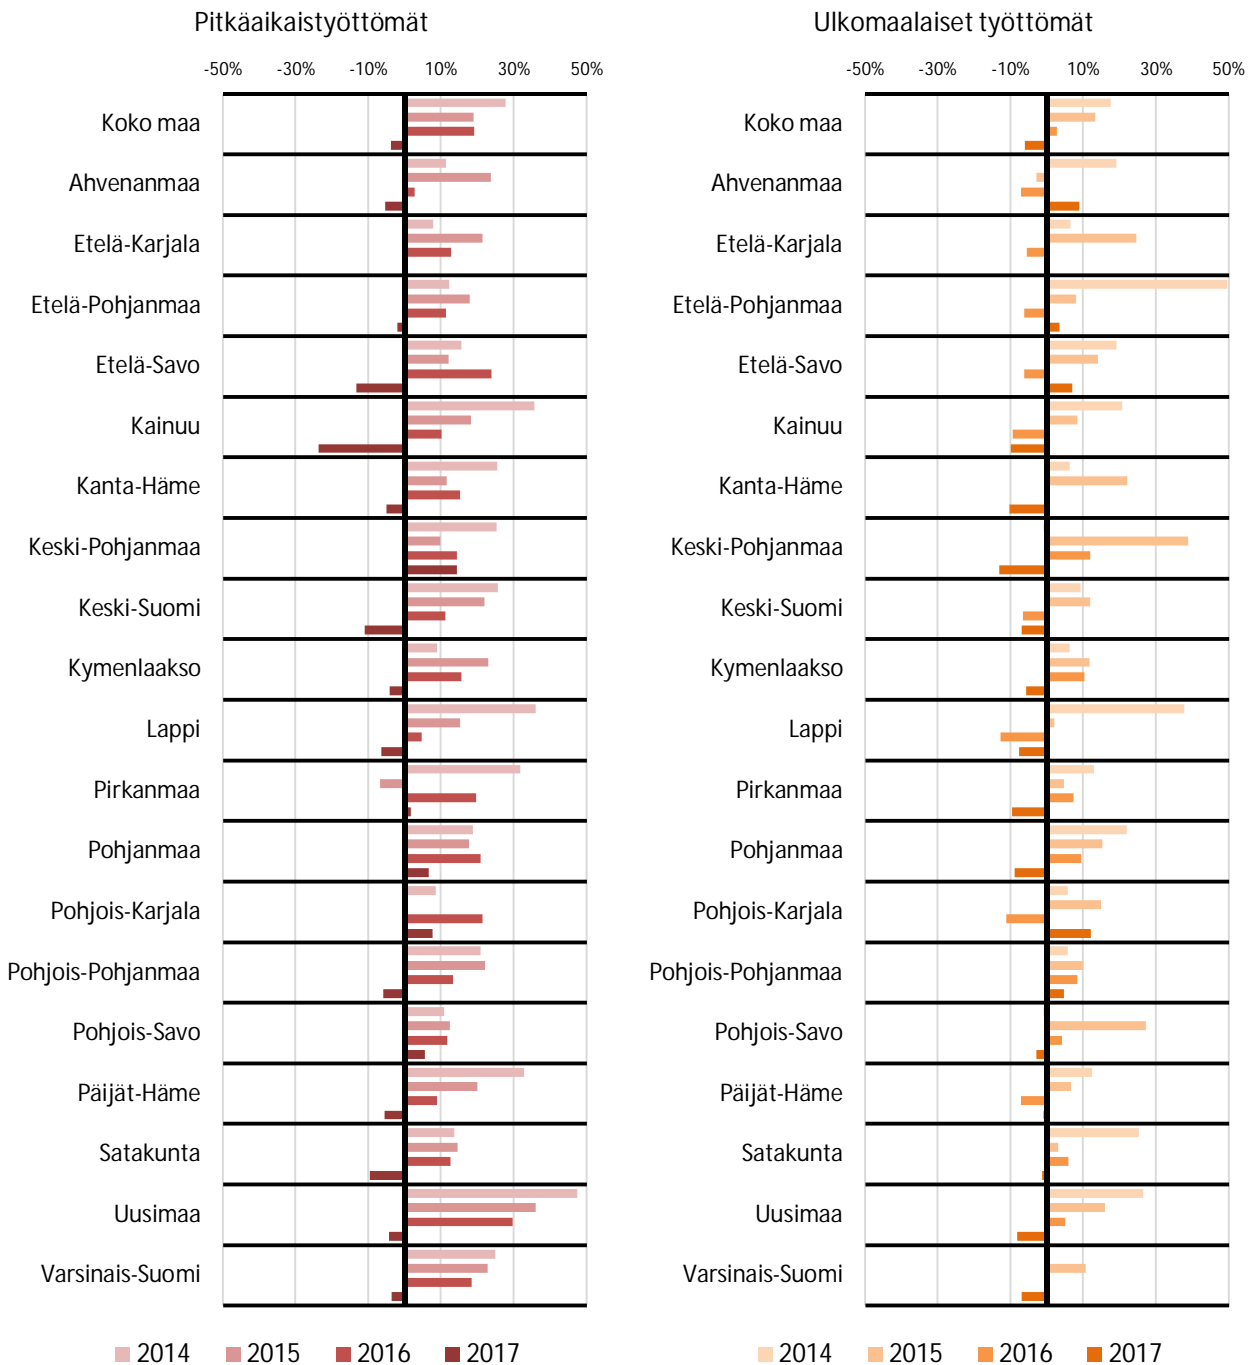 Pitkäaikaistyöttömät
-50% -30% -10% 10% 30% 50%
Koko maa
Ahvenanmaa
Etelä-Karjala
Etelä-Pohjanmaa
Etelä-Savo
Kainuu
Kanta-Häme
Keski-Pohjanmaa
Keski-Suomi
Kymenlaakso
Lappi
Pirkanmaa
Pohjanmaa
Pohjois-Karjala
Pohjois-Pohjanmaa
Pohjois-Savo
Päijät-Häme
Satakunta
Uusimaa
Varsinais-Suomi
2014 2015 2016 2017
Ulkomaalaiset työttömät
-50% -30% -10% 10% 30% 50%
Koko maa
Ahvenanmaa
Etelä-Karjala
Etelä-Pohjanmaa
Etelä-Savo
Kainuu
Kanta-Häme
Keski-Pohjanmaa
Keski-Suomi
Kymenlaakso
Lappi
Pirkanmaa
Pohjanmaa
Pohjois-Karjala
Pohjois-Pohjanmaa
Pohjois-Savo
Päijät-Häme
Satakunta
Uusimaa
Varsinais-Suomi
2014 2015 2016 2017